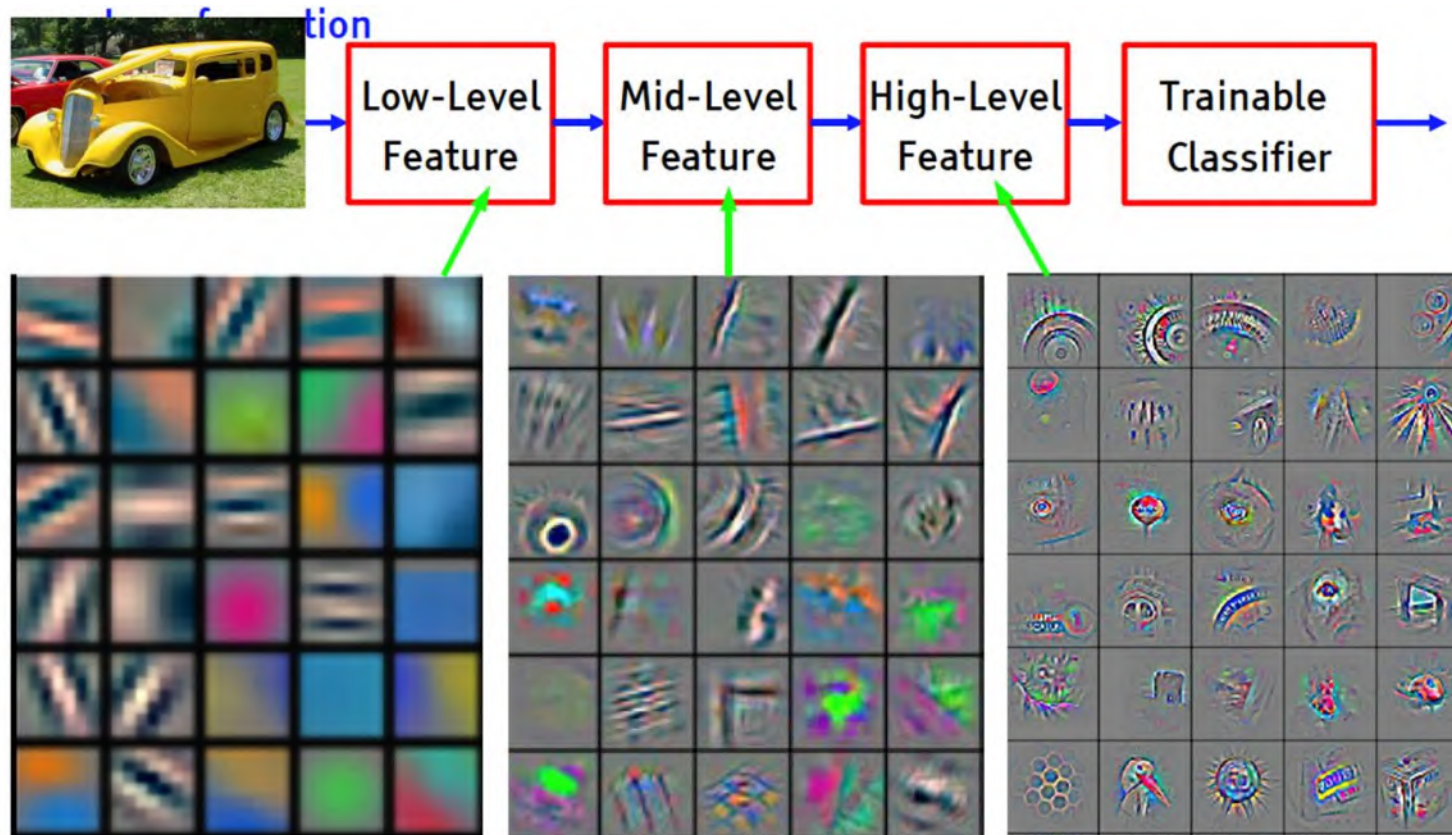 tion
Low-Level
Feature
Mid-Level
Feature
High-Level
Feature
Trainable
Classifier